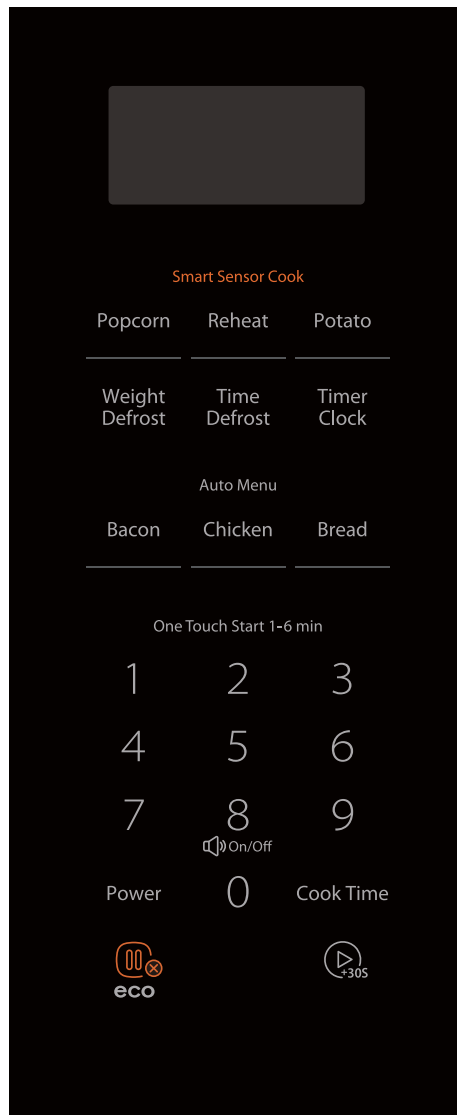 Smart Sensor Cook
Popcorn Reheat Potato
Weight Defrost Time Defrost Timer Clock
Auto Menu
Bacon Chicken Bread
One Touch Start 1-6 min
1 2 3
4 5 6
7 8 9
On/Off
Power 0 Cook Time
+30S
eco